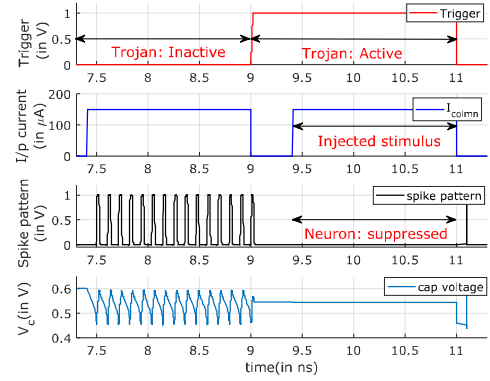 Trigger
(in V)
1
0.5
0
Trigger
Trojan: Inactive
Trojan: Active
7.5 8 8.5 9 9.5 10 10.5 11
I/p current
(in μA)
200
100
0
I_colmn
Injected stimulus
7.5 8 8.5 9 9.5 10 10.5 11
Spike pattern
(in V)
1
0.5
0
spike pattern
Neuron: suppressed
7.5 8 8.5 9 9.5 10 10.5 11
V_c(in V)
0.6
0.5
0.4
cap voltage
7.5 8 8.5 9 9.5 10 10.5 11
time(in ns)